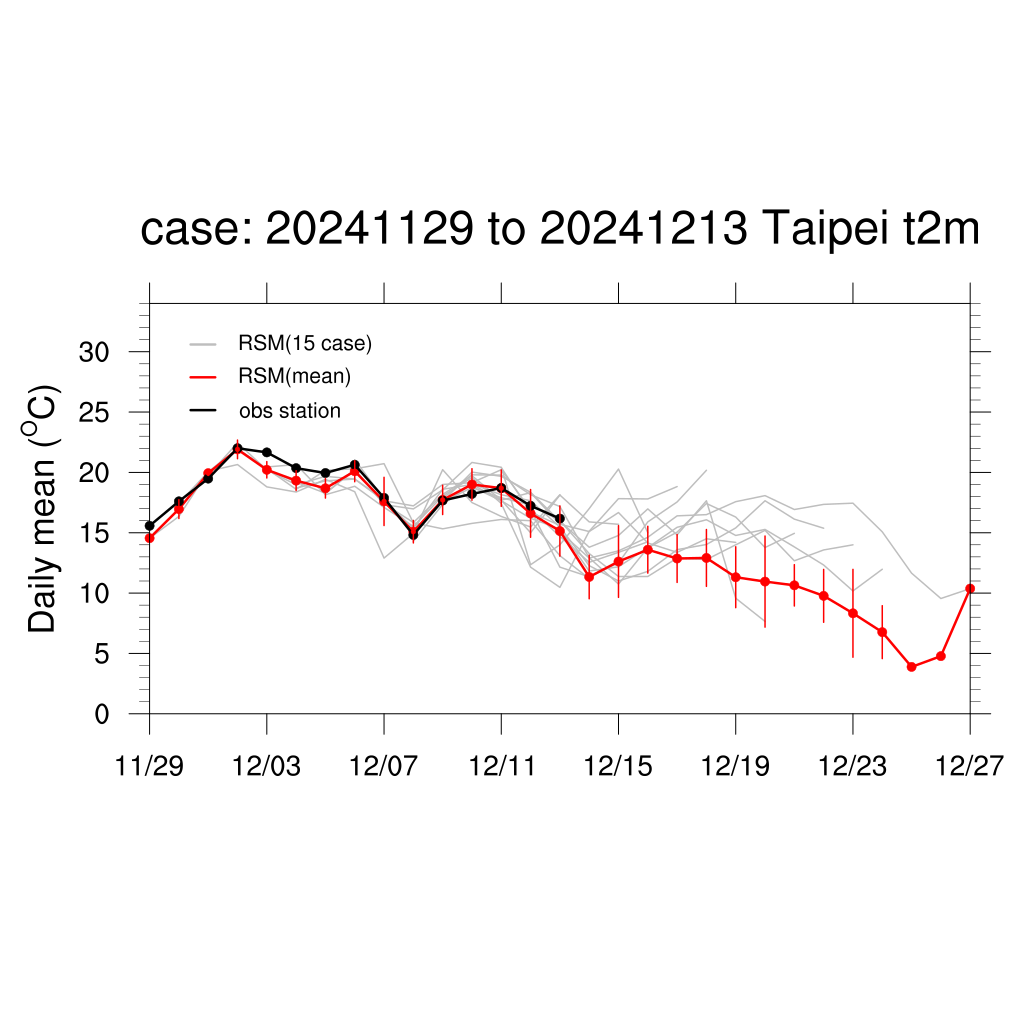 case: 20241129 to 20241213 Taipei t2m
RSM(15 case)
RSM(mean)
obs station
Daily mean (°C)
30
25
20
15
10
5
0
11/29 12/03 12/07 12/11 12/15 12/19 12/23 12/27